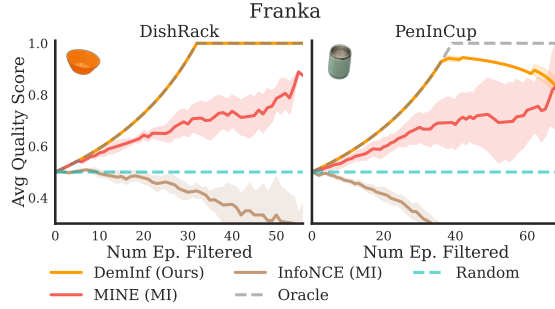 Franka
DishRack
PenInCup
Avg Quality Score
1.0
0.8
0.6
0.4
0 10 20 30 40 50
0 20 40 60
Num Ep. Filtered
Num Ep. Filtered
DemInf (Ours)
InfoNCE (MI)
Random
MINE (MI)
Oracle